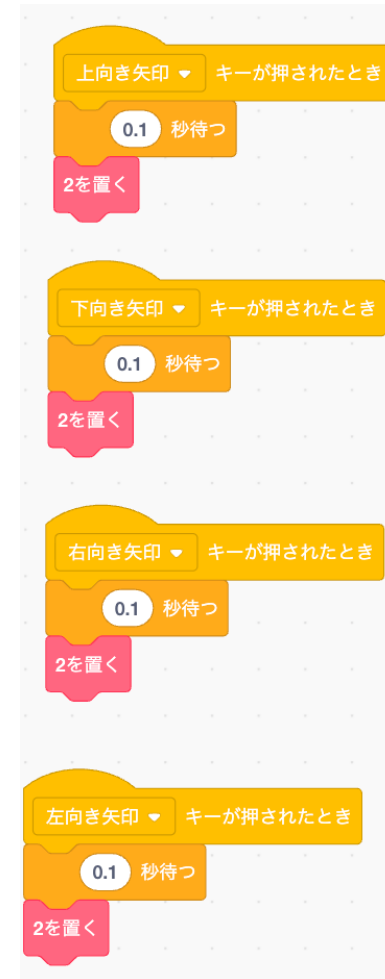 上向き矢印 キーが押されたとき
0.1 秒待つ
2を置く
下向き矢印 キーが押されたとき
0.1 秒待つ
2を置く
右向き矢印 キーが押されたとき
0.1 秒待つ
2を置く
左向き矢印 キーが押されたとき
0.1 秒待つ
2を置く